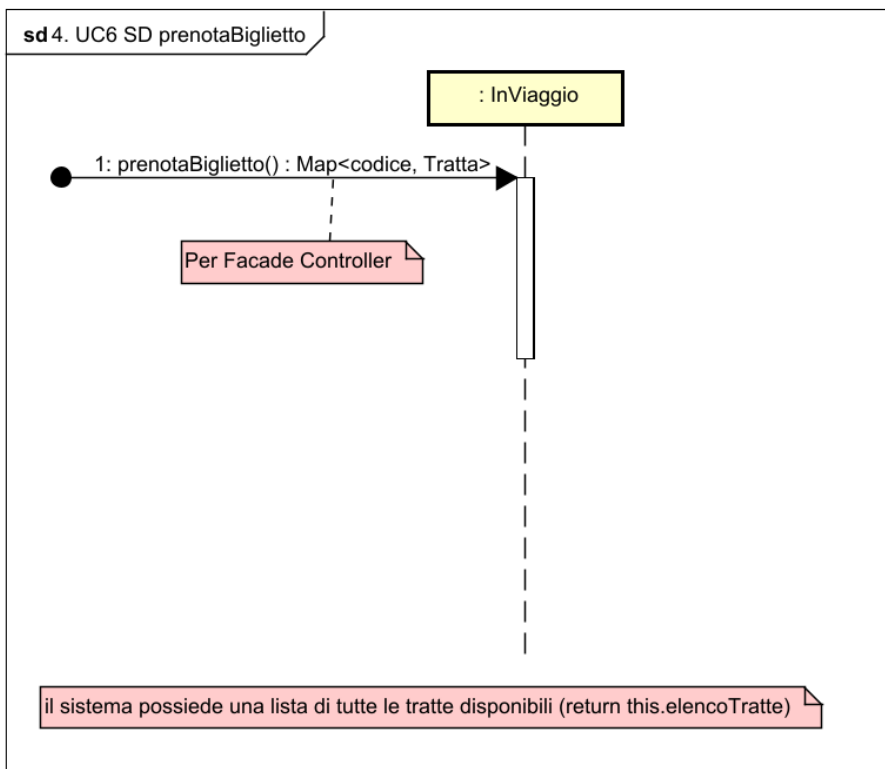 sd 4. UC6 SD prenotaBiglietto
: InViaggio
1: prenotaBiglietto() : Map<codice, Tratta>
Per Facade Controller
il sistema possiede una lista di tutte le tratte disponibili (return this.elencoTratte)